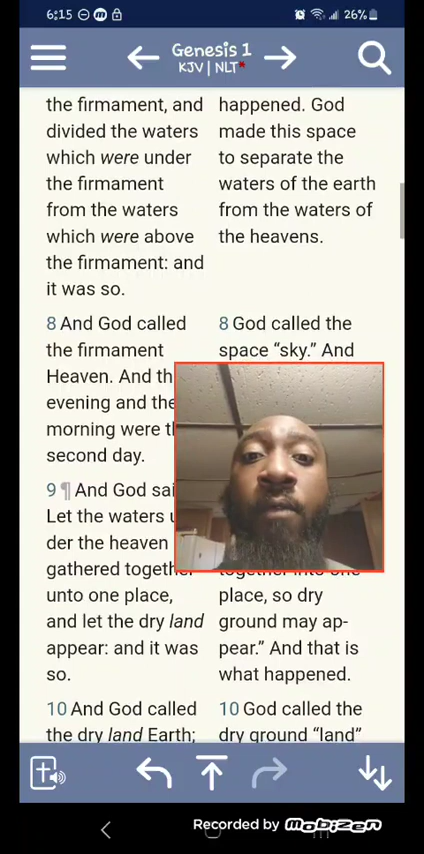 6:15
26%
Genesis 1
KJV | NLT*
the firmament, and
divided the waters
which were under
the firmament
from the waters
which were above
the firmament: and
it was so.
8 And God called
the firmament
Heaven. And th
evening and the
morning were t
second day.
9 ¶ And God sai
Let the waters u
der the heaven
gathered togethe
unto one place,
and let the dry land
appear: and it was
so.
10 And God called
the dry land Earth;
happened. God
made this space
to separate the
waters of the earth
from the waters of
the heavens.
8 God called the
space “sky.” And
together into one
place, so dry
ground may ap-
pear.” And that is
what happened.
10 God called the
dry ground “land”
Recorded by mobizen